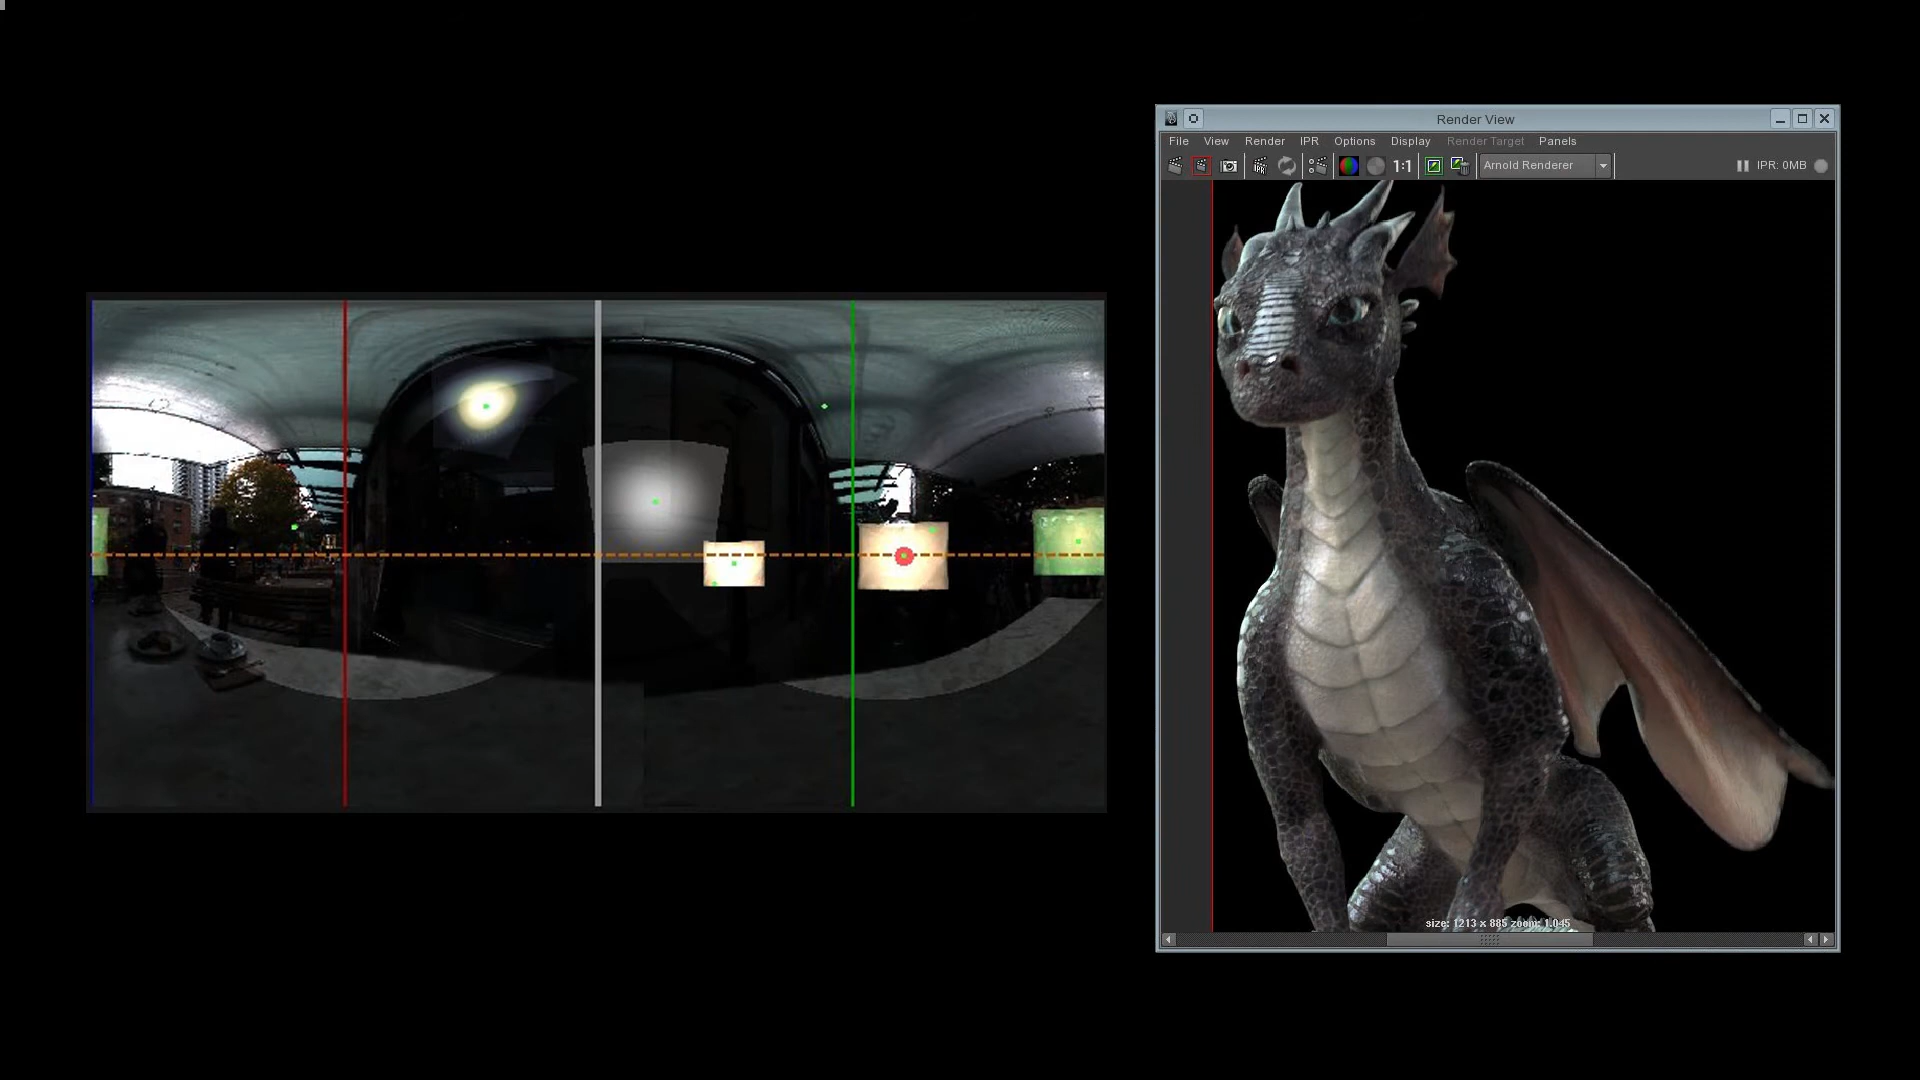 Render View
File View Render IPR Options Display Render Target Panels
IPR 1:1 Arnold Renderer IPR: 0MB
size: 1213 x 885 zoom: 1.045